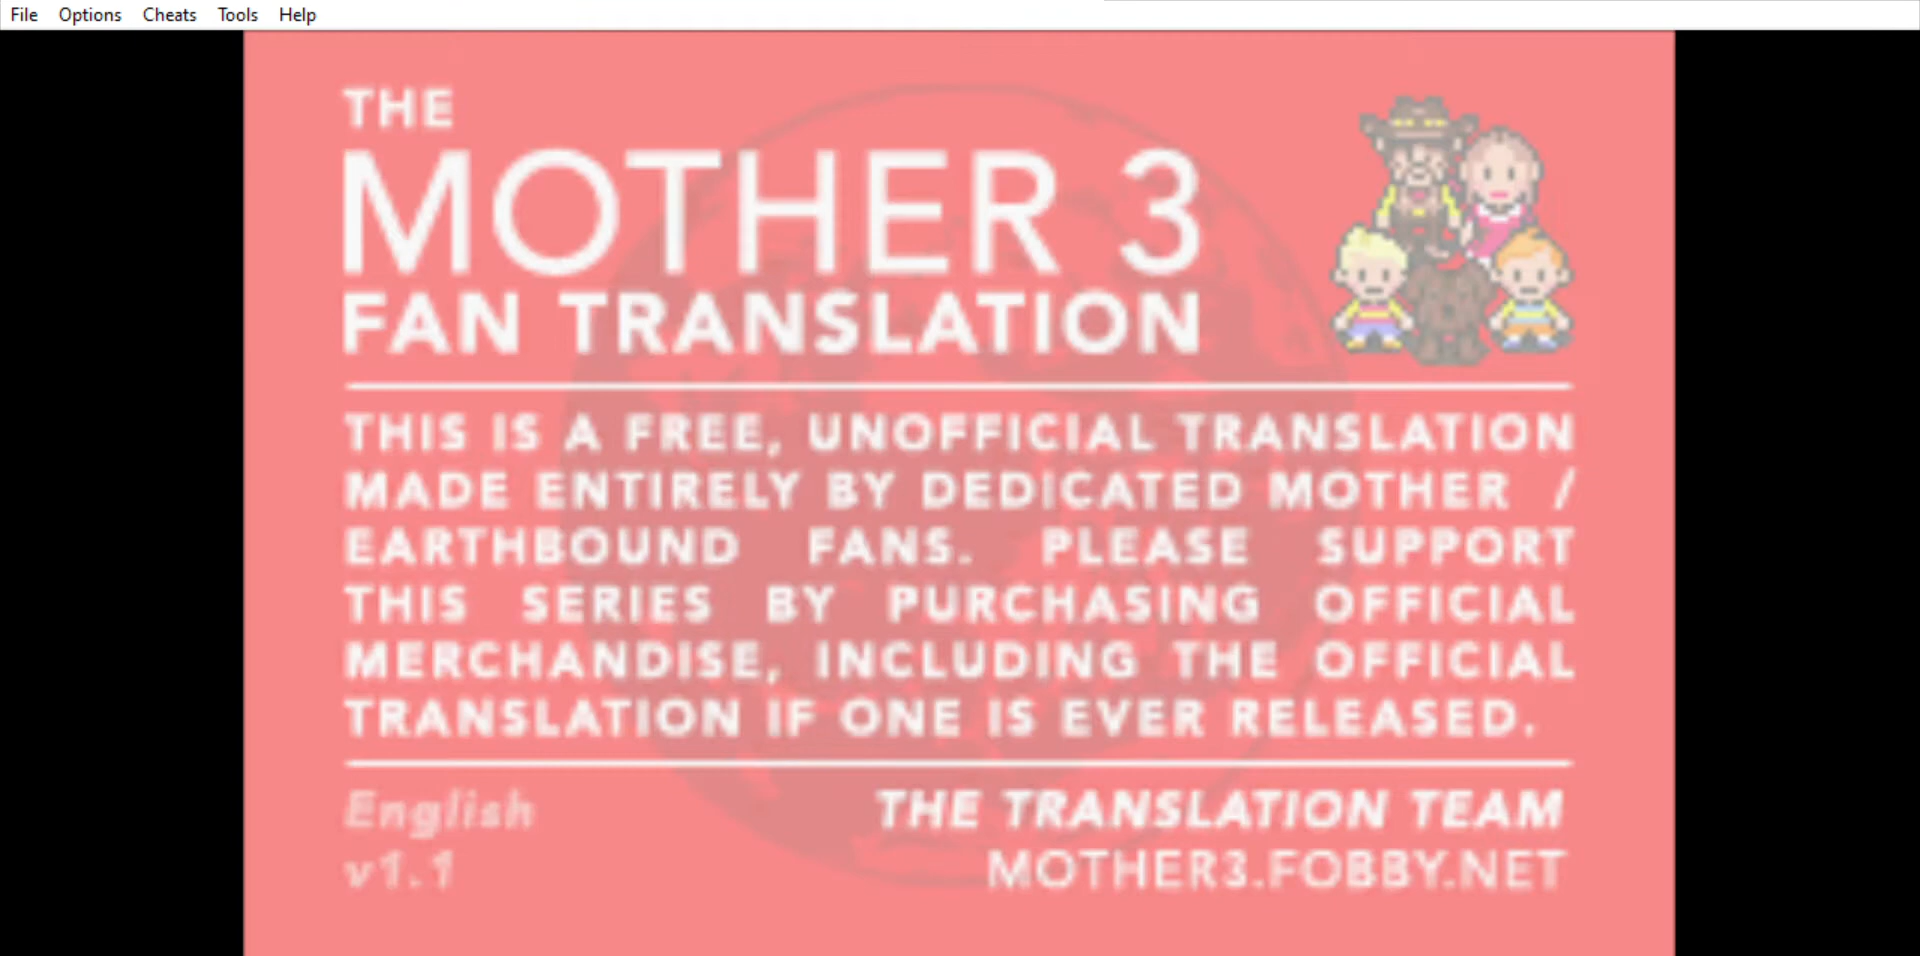 File Options Cheats Tools Help
THE
MOTHER 3
FAN TRANSLATION
THIS IS A FREE, UNOFFICIAL TRANSLATION
MADE ENTIRELY BY DEDICATED MOTHER /
EARTHBOUND FANS. PLEASE SUPPORT
THIS SERIES BY PURCHASING OFFICIAL
MERCHANDISE, INCLUDING THE OFFICIAL
TRANSLATION IF ONE IS EVER RELEASED.
English
v1.1
THE TRANSLATION TEAM
MOTHER3.FOBBY.NET